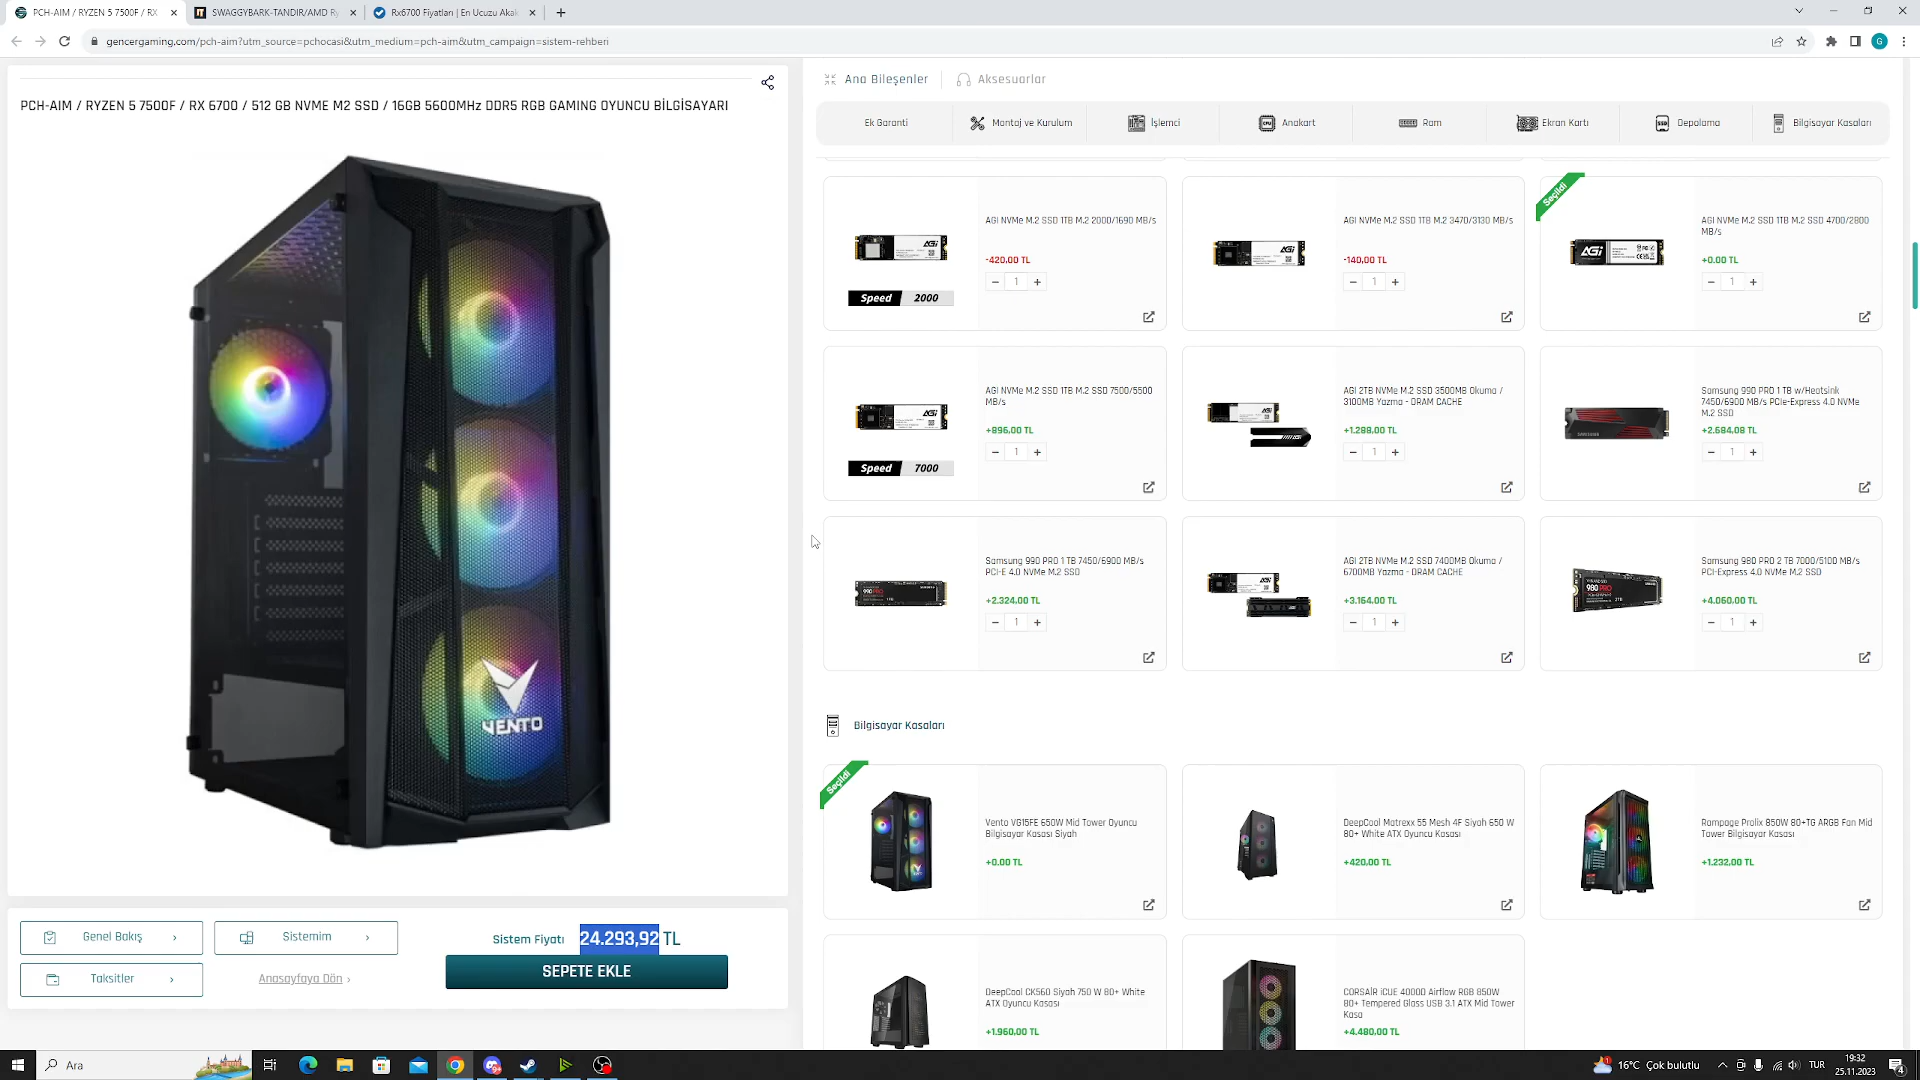 PCH-AIM / RYZEN 5 7500F / RX
SWAGGYBARK-TANDIR/AMD Ry
Rx6700 Fiyatları | En Ucuzu Akak
gencergaming.com/pch-aim?utm_source=pchocasi&utm_medium=pch-aim&utm_campaign=sistem-rehberi
G
PCH-AIM / RYZEN 5 7500F / RX 6700 / 512 GB NVME M2 SSD / 16GB 5600MHz DDR5 RGB GAMING OYUNCU BİLGİSAYARI
VENTO
Genel Bakış
Sistemim
Taksitler
Anasayfaya Dön
Sistem Fiyatı 24.293,92 TL
SEPETE EKLE
Ana Bileşenler
Aksesuarlar
Ek Garanti
Montaj ve Kurulum
İşlemci
Anakart
Ram
Ekran Kartı
Depolama
Bilgisayar Kasaları
AGI NVMe M.2 SSD 1TB M.2 2000/1690 MB/s
-420,00 TL
1
Speed 2000
AGI NVMe M.2 SSD 1TB M.2 3470/3130 MB/s
-140,00 TL
1
Seçildi
AGI NVMe M.2 SSD 1TB M.2 SSD 4700/2800
MB/s
+0.00 TL
1
AGI NVMe M.2 SSD 1TB M.2 SSD 7500/5500
MB/s
+896,00 TL
1
Speed 7000
AGI 2TB NVMe M.2 SSD 3500MB Okuma /
3100MB Yazma - DRAM CACHE
+1.288,00 TL
1
Samsung 990 PRO 1 TB w/Heatsink
7450/6900 MB/s PCIe-Express 4.0 NVMe
M.2 SSD
+2.684,08 TL
1
Samsung 990 PRO 1 TB 7450/6900 MB/s
PCI-E 4.0 NVMe M.2 SSD
+2.324,00 TL
1
AGI 2TB NVMe M.2 SSD 7400MB Okuma /
6700MB Yazma - DRAM CACHE
+3.164,00 TL
1
Samsung 980 PRO 2 TB 7000/5100 MB/s
PCI-Express 4.0 NVMe M.2 SSD
+4.060,00 TL
1
Bilgisayar Kasaları
Seçildi
Vento VG15FE 650W Mid Tower Oyuncu
Bilgisayar Kasası Siyah
+0.00 TL
DeepCool Matrexx 55 Mesh 4F Siyah 650 W
80+ White ATX Oyuncu Kasası
+420,00 TL
Rampage Prolix 850W 80+TG ARGB Fan Mid
Tower Bilgisayar Kasası
+1.232,00 TL
DeepCool CK560 Siyah 750 W 80+ White
ATX Oyuncu Kasası
+1.960,00 TL
CORSAİR iCUE 4000D Airflow RGB 850W
80+ Tempered Glass USB 3.1 ATX Mid Tower
Kasa
+4.480,00 TL
Ara
16°C Çok bulutlu
TUR
19:32
25.11.2023
4